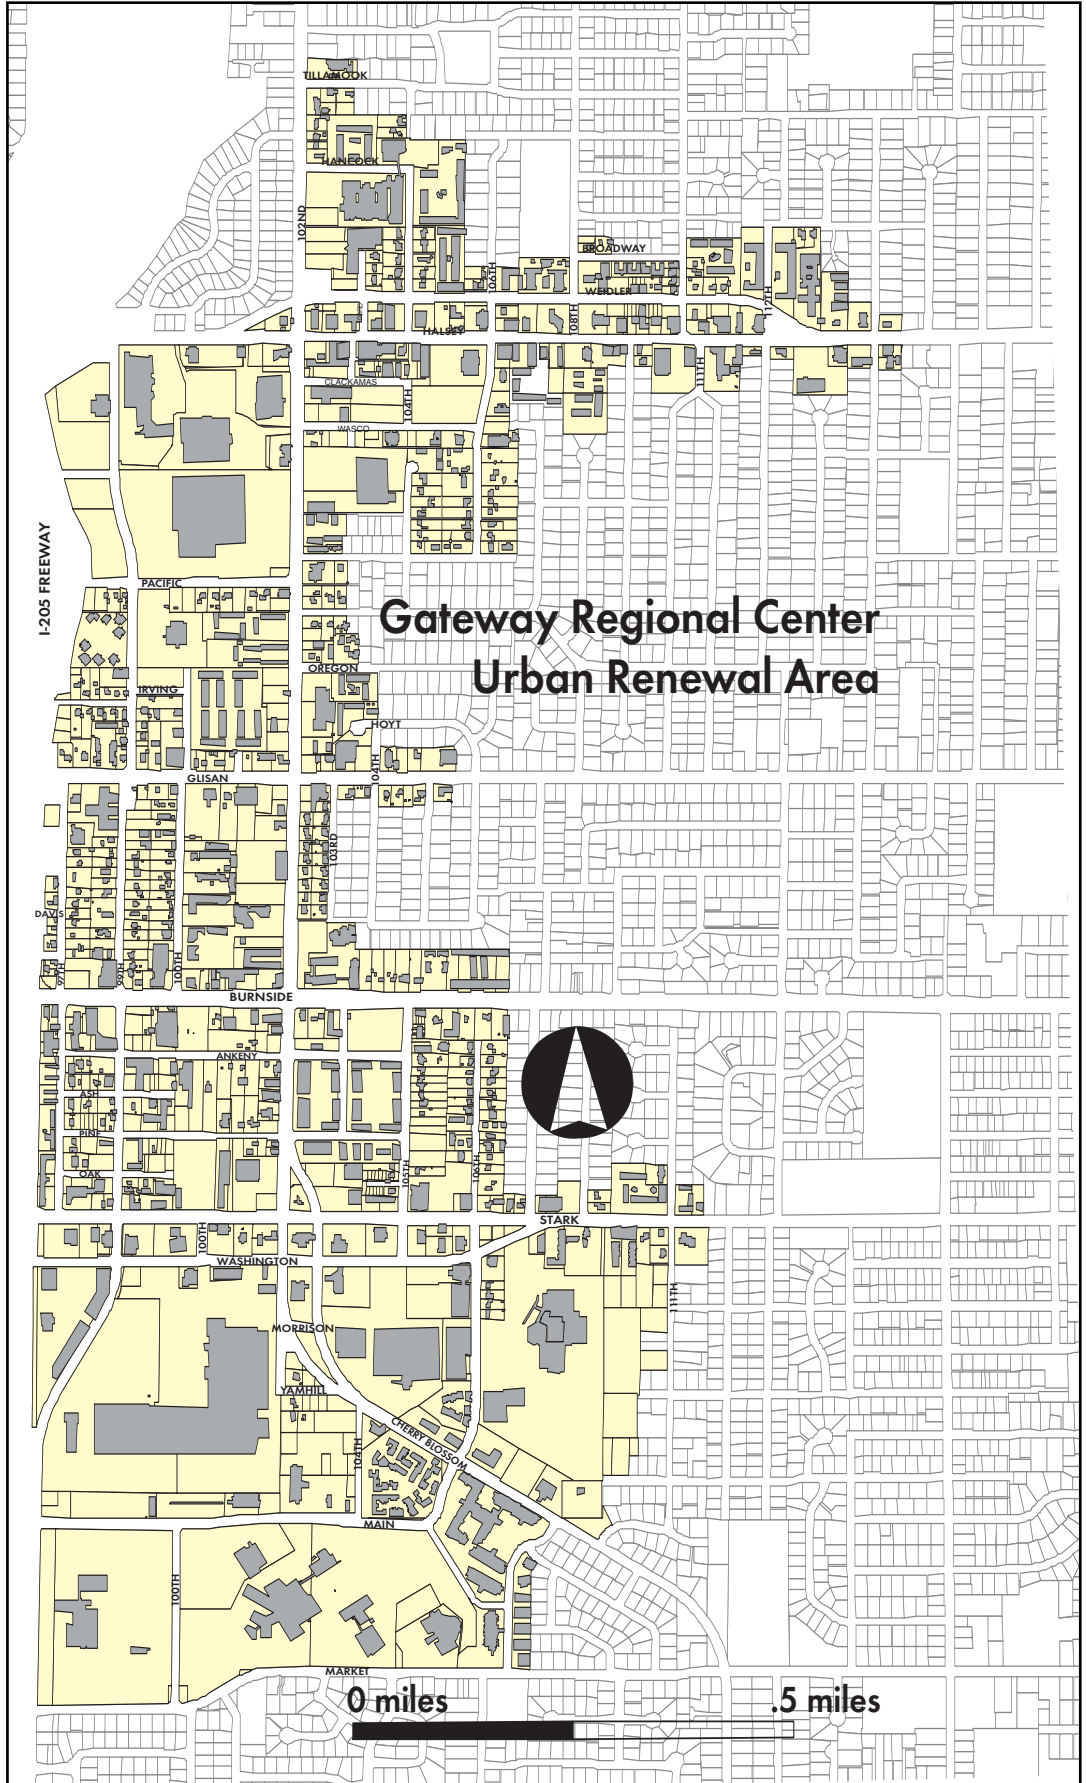 TILLAMOOK
HANCOCK
102ND
BROADWAY
106TH
WEIDLER
112TH
108TH
HALSEY
111TH
CLACKAMAS
104TH
WASCO
I-205 FREEWAY
PACIFIC
Gateway Regional Center
Urban Renewal Area
OREGON
IRVING
HOYT
104TH
GLISAN
103RD
DAVIS
97TH
99TH
100TH
BURNSIDE
ANKENY
ASH
PINE
OAK
105TH
106TH
STARK
100TH
WASHINGTON
111TH
MORRISON
YAMHILL
CHERRY BLOSSOM
104TH
MAIN
100TH
MARKET
0 miles
.5 miles